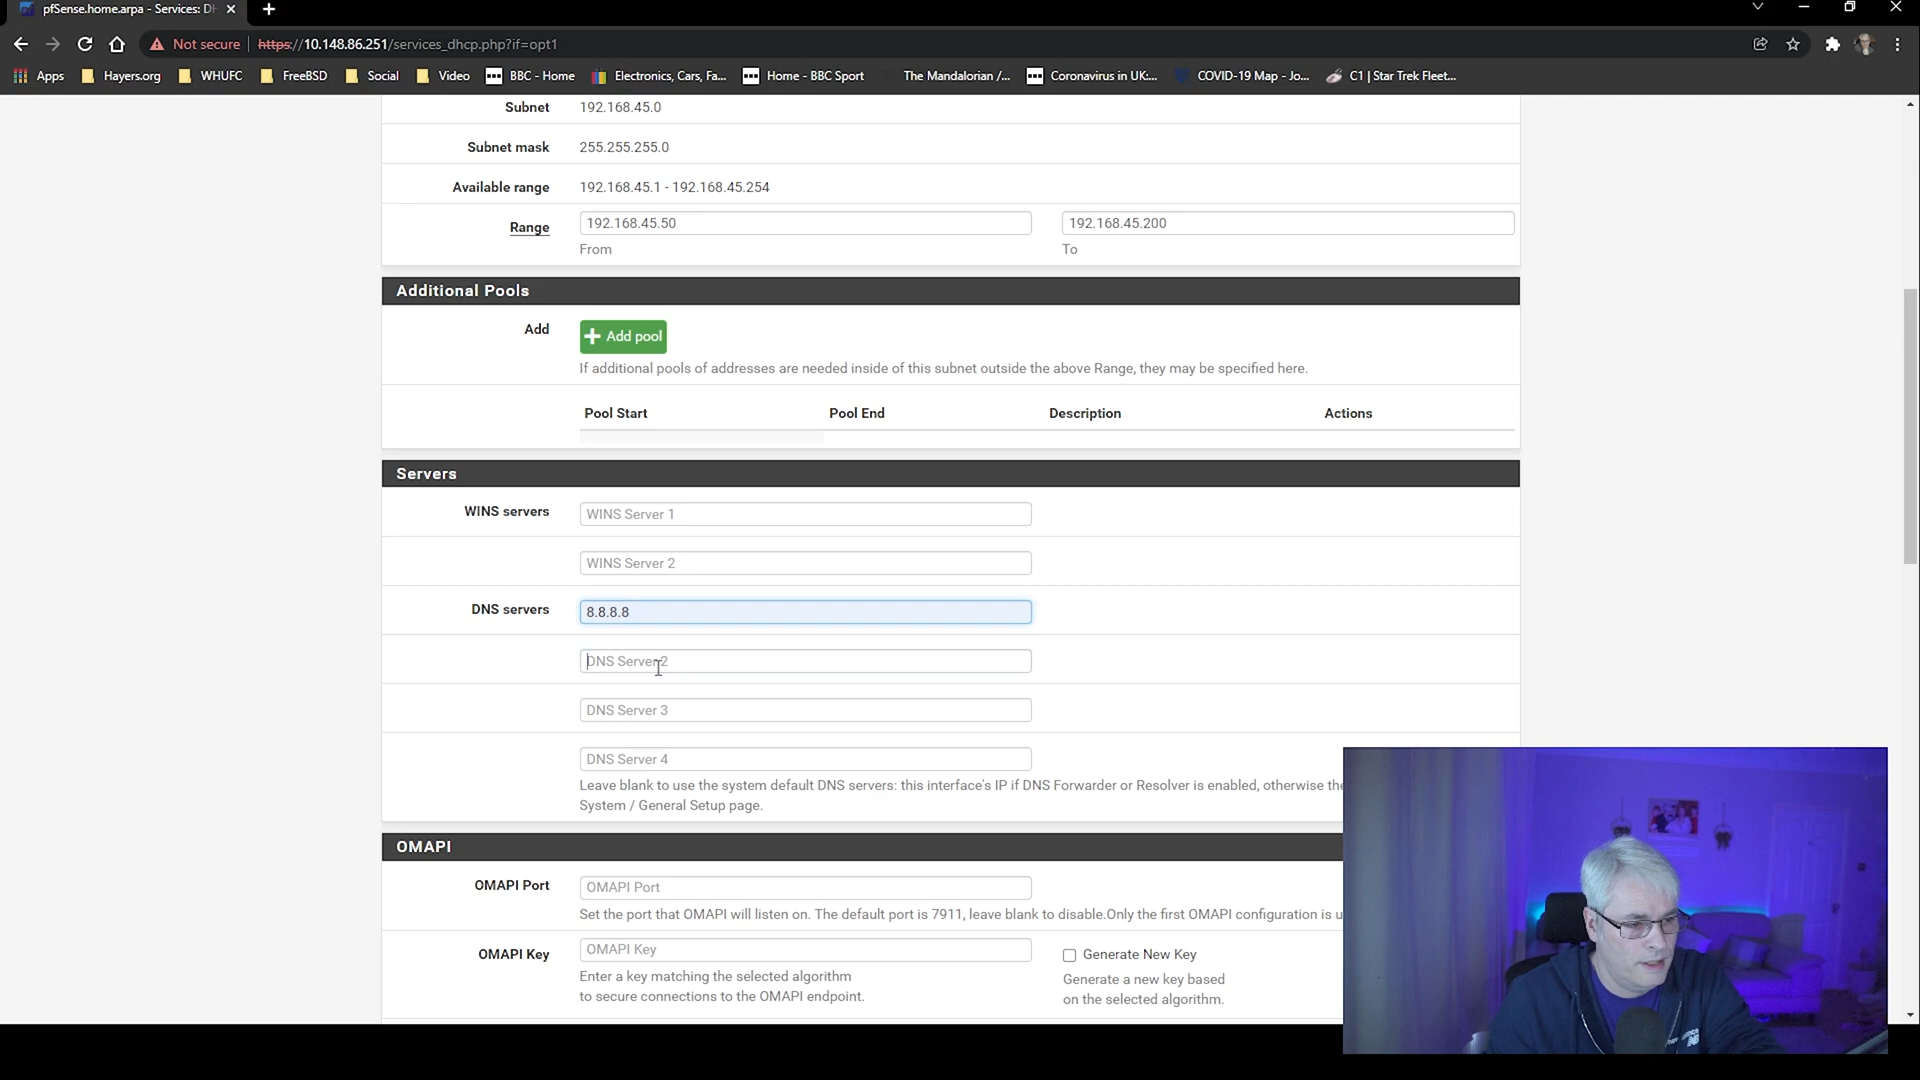 pfSense.home.arpa - Services: DH
Not secure https://10.148.86.251/services_dhcp.php?if=opt1
Apps Hayers.org WHUFC FreeBSD Social Video BBC - Home Electronics, Cars, Fa... Home - BBC Sport The Mandalorian /... Coronavirus in UK:... COVID-19 Map - Jo... C1 | Star Trek Fleet...
Subnet 192.168.45.0
Subnet mask 255.255.255.0
Available range 192.168.45.1 - 192.168.45.254
Range 192.168.45.50 192.168.45.200
From To
Additional Pools
Add Add pool
If additional pools of addresses are needed inside of this subnet outside the above Range, they may be specified here.
Pool Start Pool End Description Actions
Servers
WINS servers WINS Server 1
WINS Server 2
DNS servers 8.8.8.8
DNS Server 2
DNS Server 3
DNS Server 4
Leave blank to use the system default DNS servers: this interface's IP if DNS Forwarder or Resolver is enabled, otherwise the
System / General Setup page.
OMAPI
OMAPI Port OMAPI Port
Set the port that OMAPI will listen on. The default port is 7911, leave blank to disable.Only the first OMAPI configuration is u
OMAPI Key OMAPI Key Generate New Key
Enter a key matching the selected algorithm Generate a new key based
to secure connections to the OMAPI endpoint. on the selected algorithm.